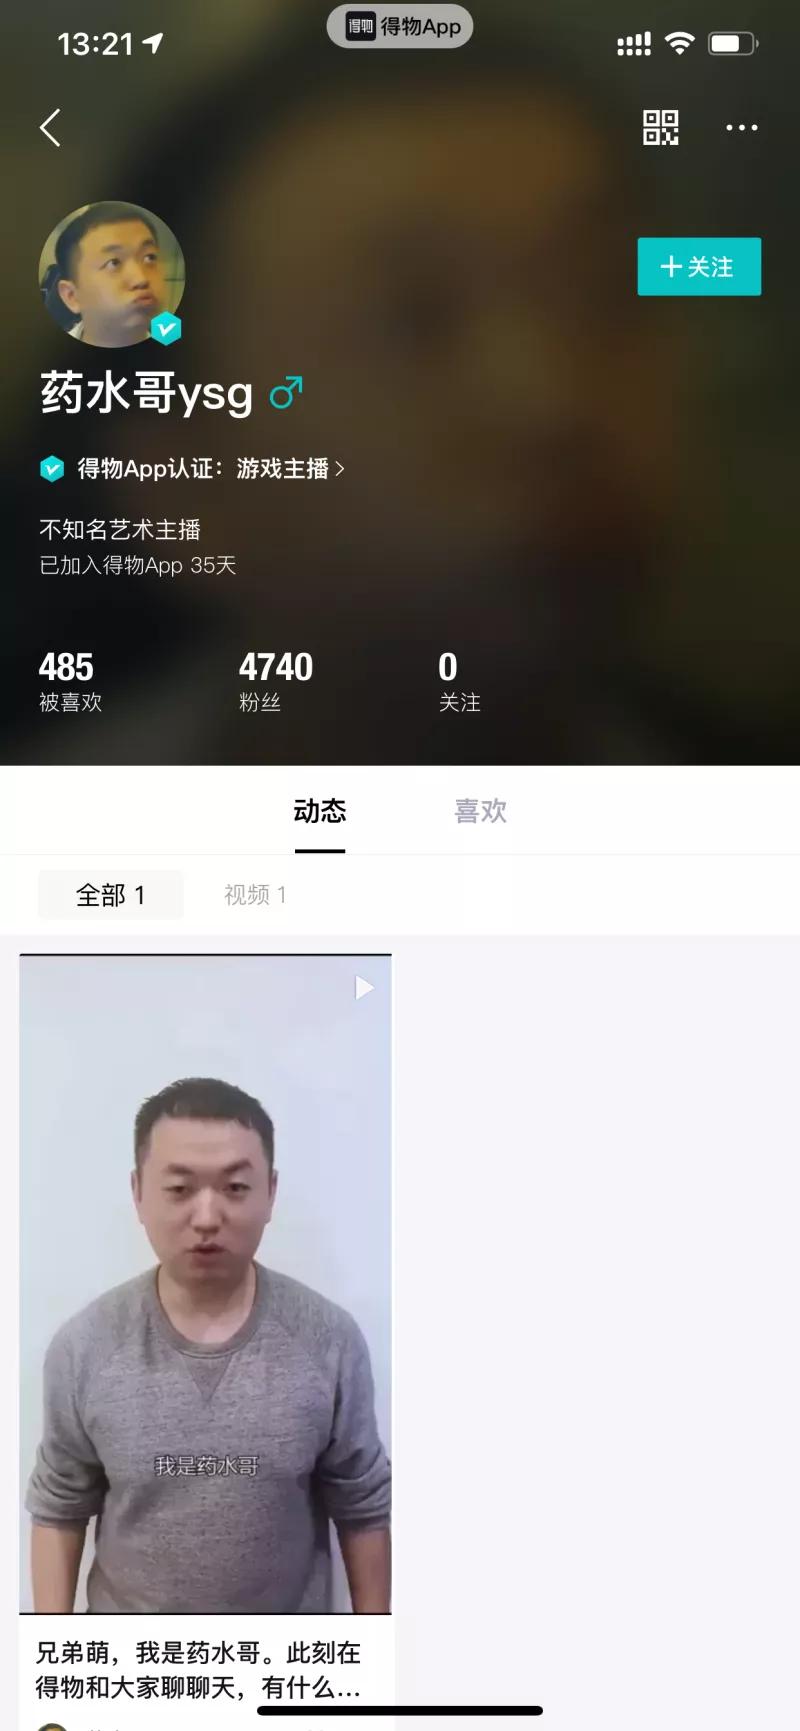 13:21
得物 得物App
+关注
药水哥ysg
得物App认证：游戏主播
不知名艺术主播
已加入得物App 35天
485 4740 0
被喜欢 粉丝 关注
动态 喜欢
全部 1 视频 1
我是药水哥
兄弟萌，我是药水哥。此刻在
得物和大家聊聊天，有什么...